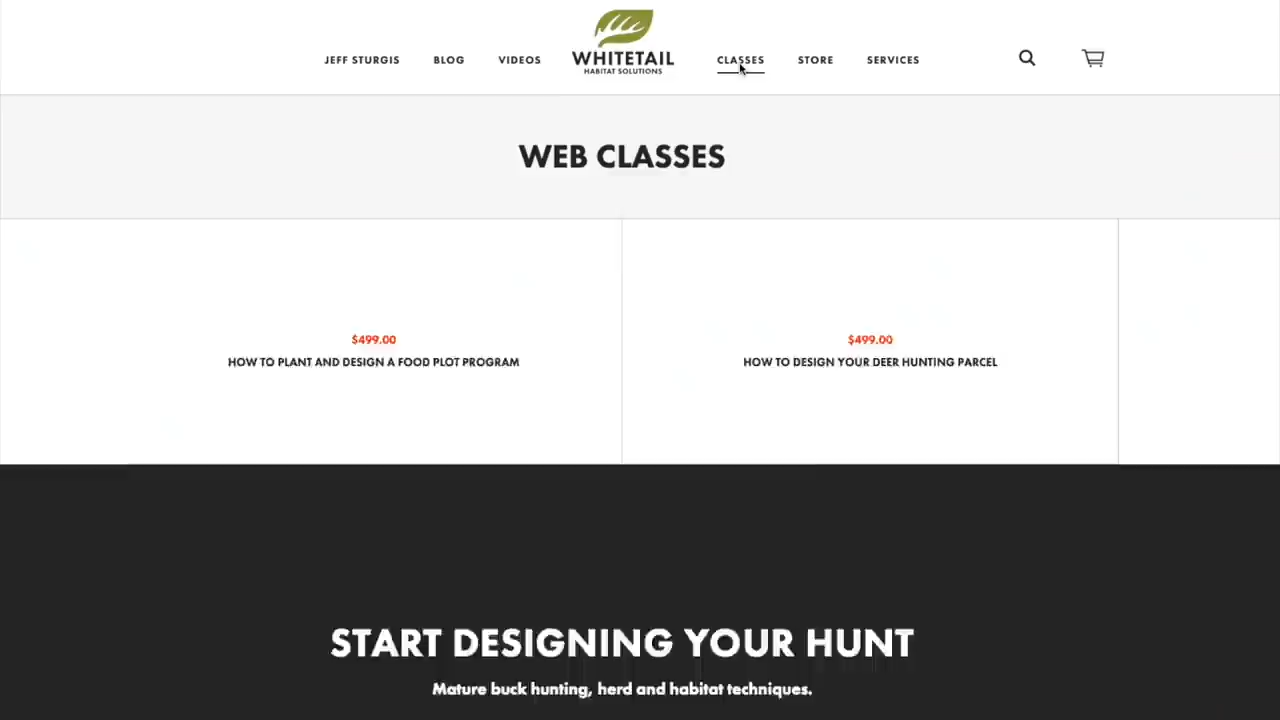 JEFF STURGIS BLOG VIDEOS WHITETAIL HABITAT SOLUTIONS CLASSES STORE SERVICES
WEB CLASSES
$499.00
HOW TO PLANT AND DESIGN A FOOD PLOT PROGRAM
$499.00
HOW TO DESIGN YOUR DEER HUNTING PARCEL
START DESIGNING YOUR HUNT
Mature buck hunting, herd and habitat techniques.